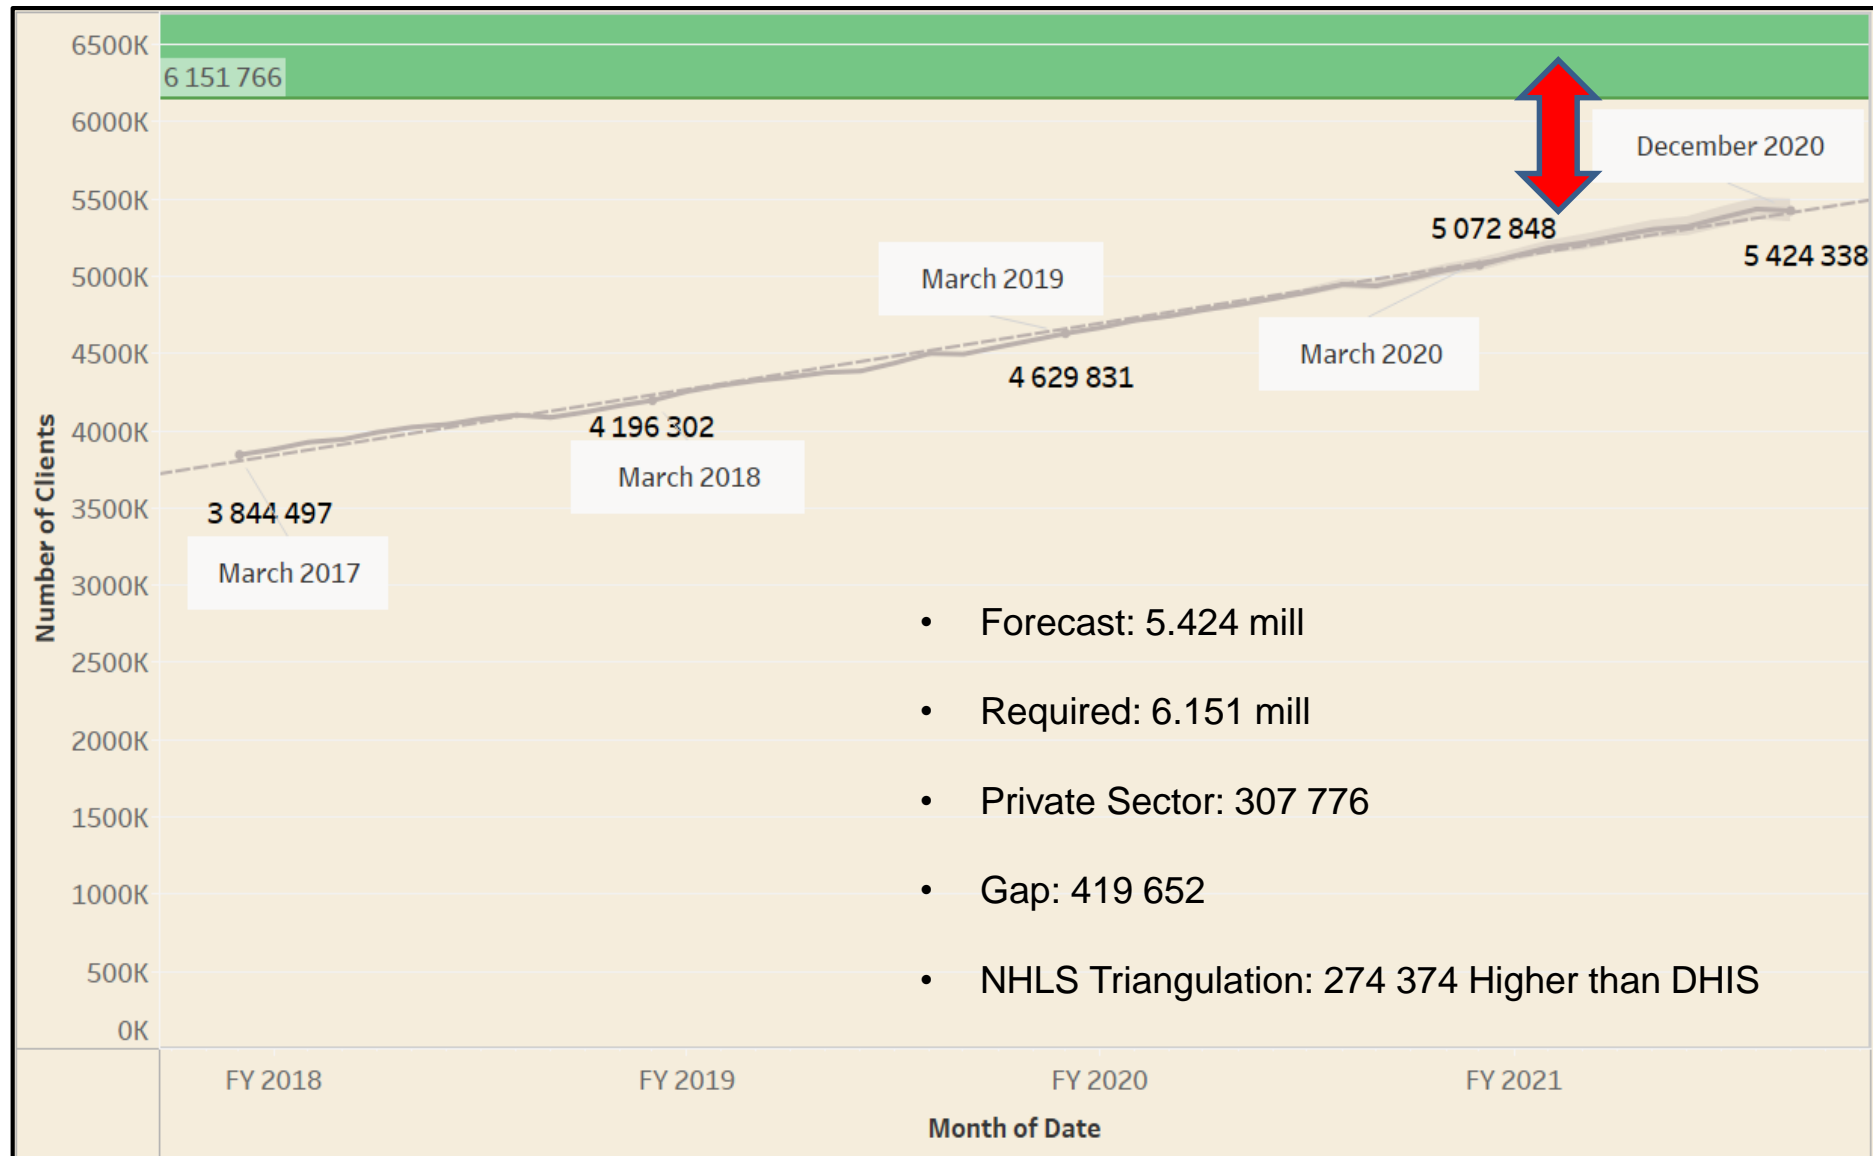 6500K
6 151 766
6000K
December 2020
5500K
5 072 848
5 424 338
5000K
March 2019
4500K
March 2020
4 629 831
4000K
4 196 302
March 2018
3500K
3 844 497
March 2017
3000K
2500K
2000K
1500K
1000K
500K
0K
Number of Clients
• Forecast: 5.424 mill
• Required: 6.151 mill
• Private Sector: 307 776
• Gap: 419 652
• NHLS Triangulation: 274 374 Higher than DHIS
FY 2018 FY 2019 FY 2020 FY 2021
Month of Date